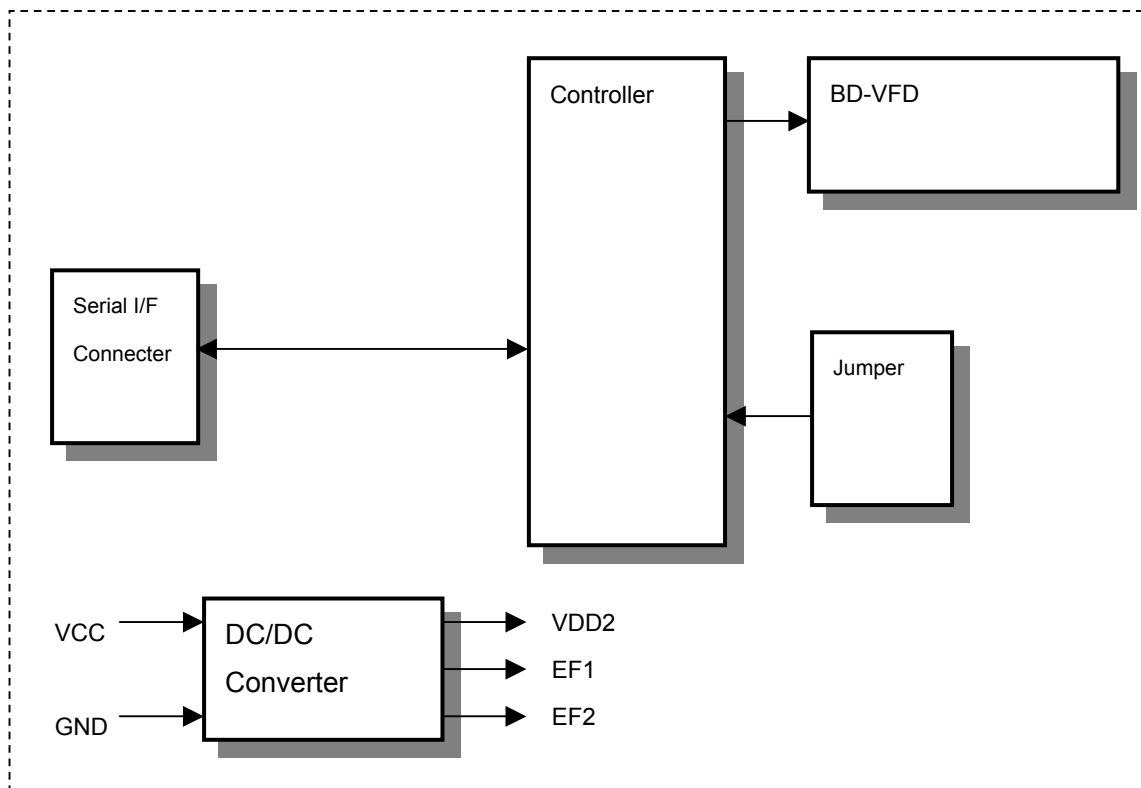 Controller
BD-VFD
Serial I/F
Connecter
Jumper
VCC
GND
DC/DC
Converter
VDD2
EF1
EF2